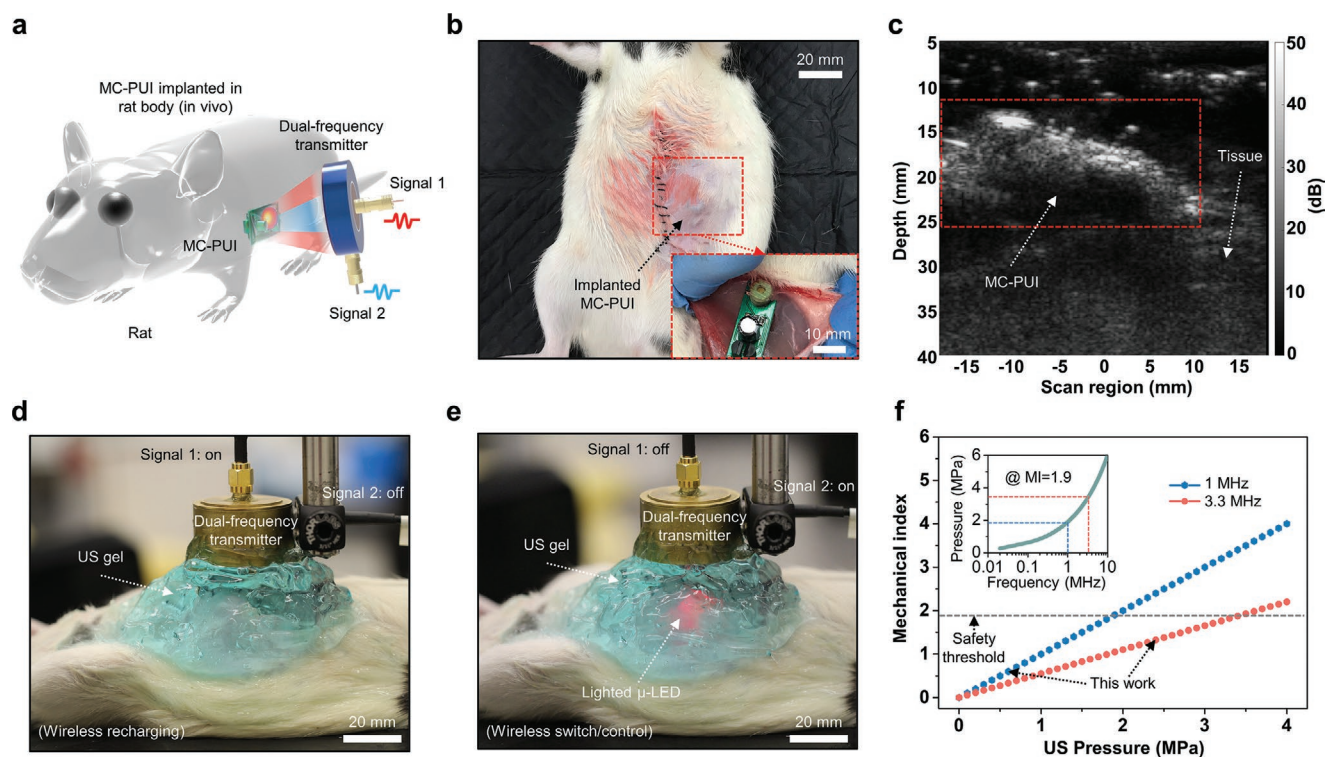 a
MC-PUI implanted in
rat body (in vivo)
Dual-frequency
transmitter
Signal 1
MC-PUI
Signal 2
Rat
b
20 mm
Implanted
MC-PUI
10 mm
c
5
10
15
20
25
30
35
40
Depth (mm)
-15
-10
-5
0
5
10
15
Scan region (mm)
MC-PUI
Tissue
50
40
30
20
10
0
(dB)
d
Signal 1: on
Signal 2: off
Dual-frequency
transmitter
US gel
(Wireless recharging)
20 mm
e
Signal 1: off
Signal 2: on
Dual-frequency
transmitter
US gel
Lighted μ-LED
(Wireless switch/control)
20 mm
f
6
5
4
3
2
1
0
Mechanical index
0
1
2
3
4
US Pressure (MPa)
1 MHz
3.3 MHz
@ MI=1.9
6
4
2
0
Pressure (MPa)
0.01
0.02
0.1
1
10
Frequency (MHz)
Safety
threshold
This work